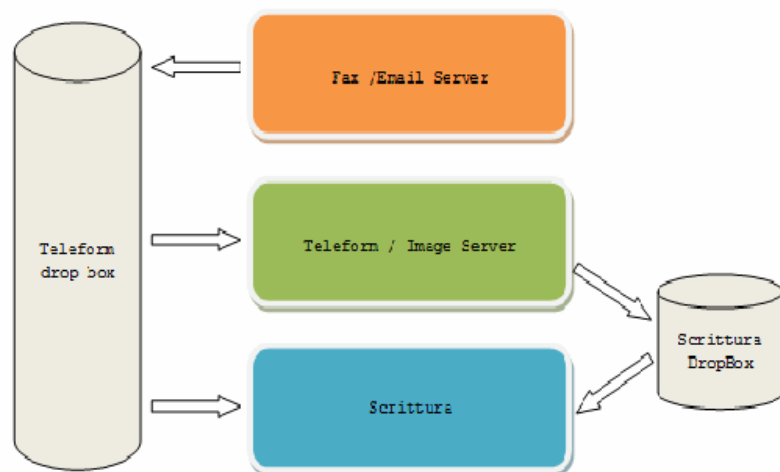 Fax /Email Server
Teleform
drop box
Teleform / Image Server
Scrittura
DropBox
Scrittura